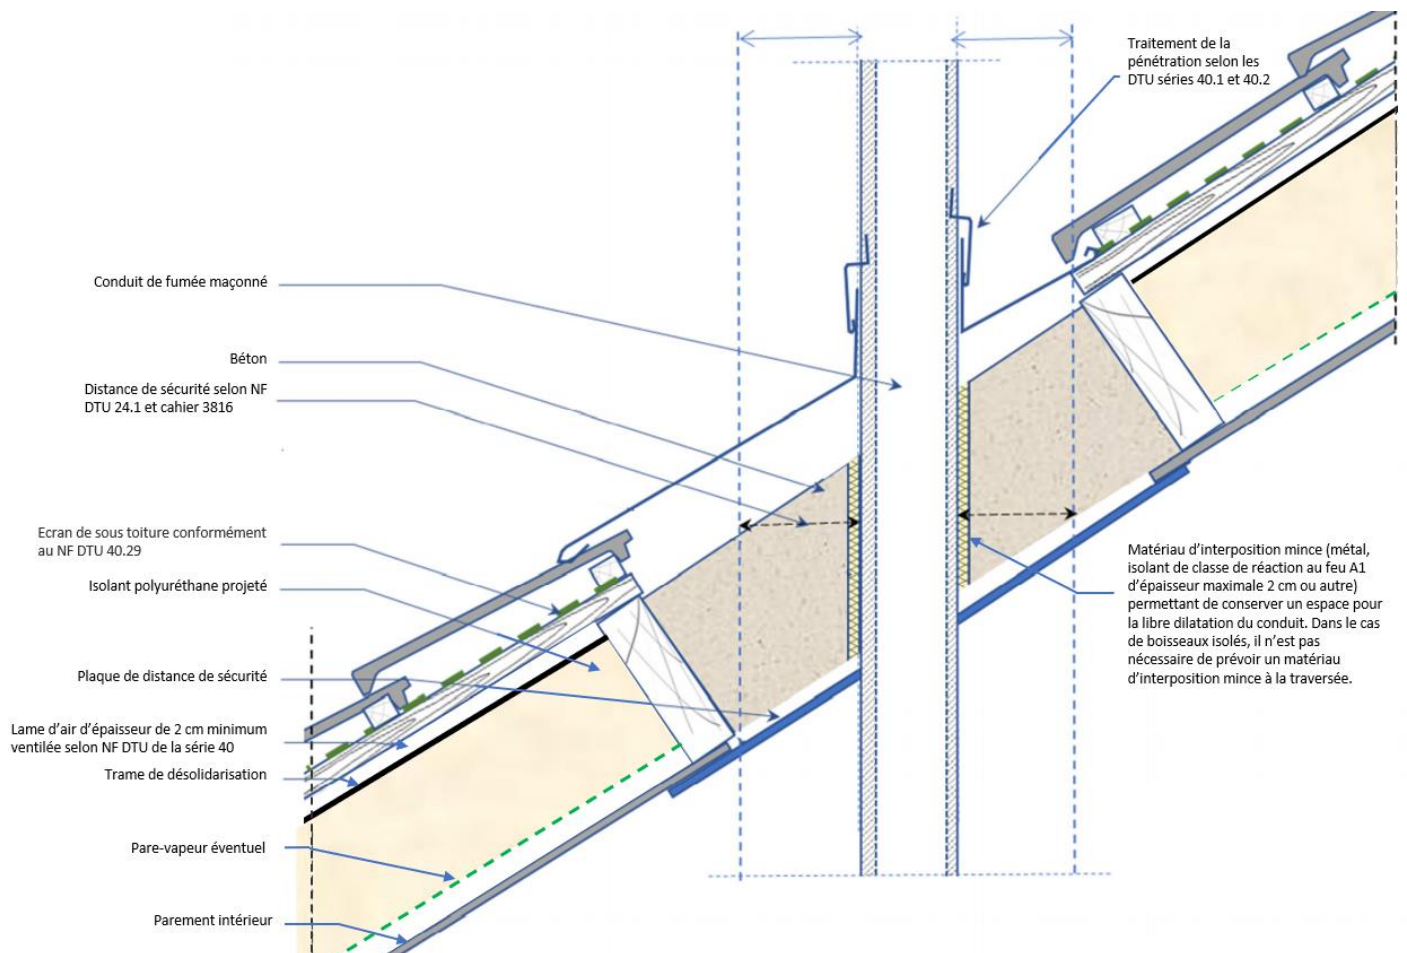 Traitement de la
pénétration selon les
DTU séries 40.1 et 40.2
Conduit de fumée maçonné
Béton
Distance de sécurité selon NF
DTU 24.1 et cahier 3816
Ecran de sous toiture conformément
au NF DTU 40.29
Isolant polyuréthane projeté
Plaque de distance de sécurité
Lame d’air d’épaisseur de 2 cm minimum
ventilée selon NF DTU de la série 40
Trame de désolidarisation
Pare-vapeur éventuel
Parement intérieur
Matériau d’interposition mince (métal,
isolant de classe de réaction au feu A1
d’épaisseur maximale 2 cm ou autre)
permettant de conserver un espace pour
la libre dilatation du conduit. Dans le cas
de boisseaux isolés, il n’est pas
nécessaire de prévoir un matériau
d’interposition mince à la traversée.